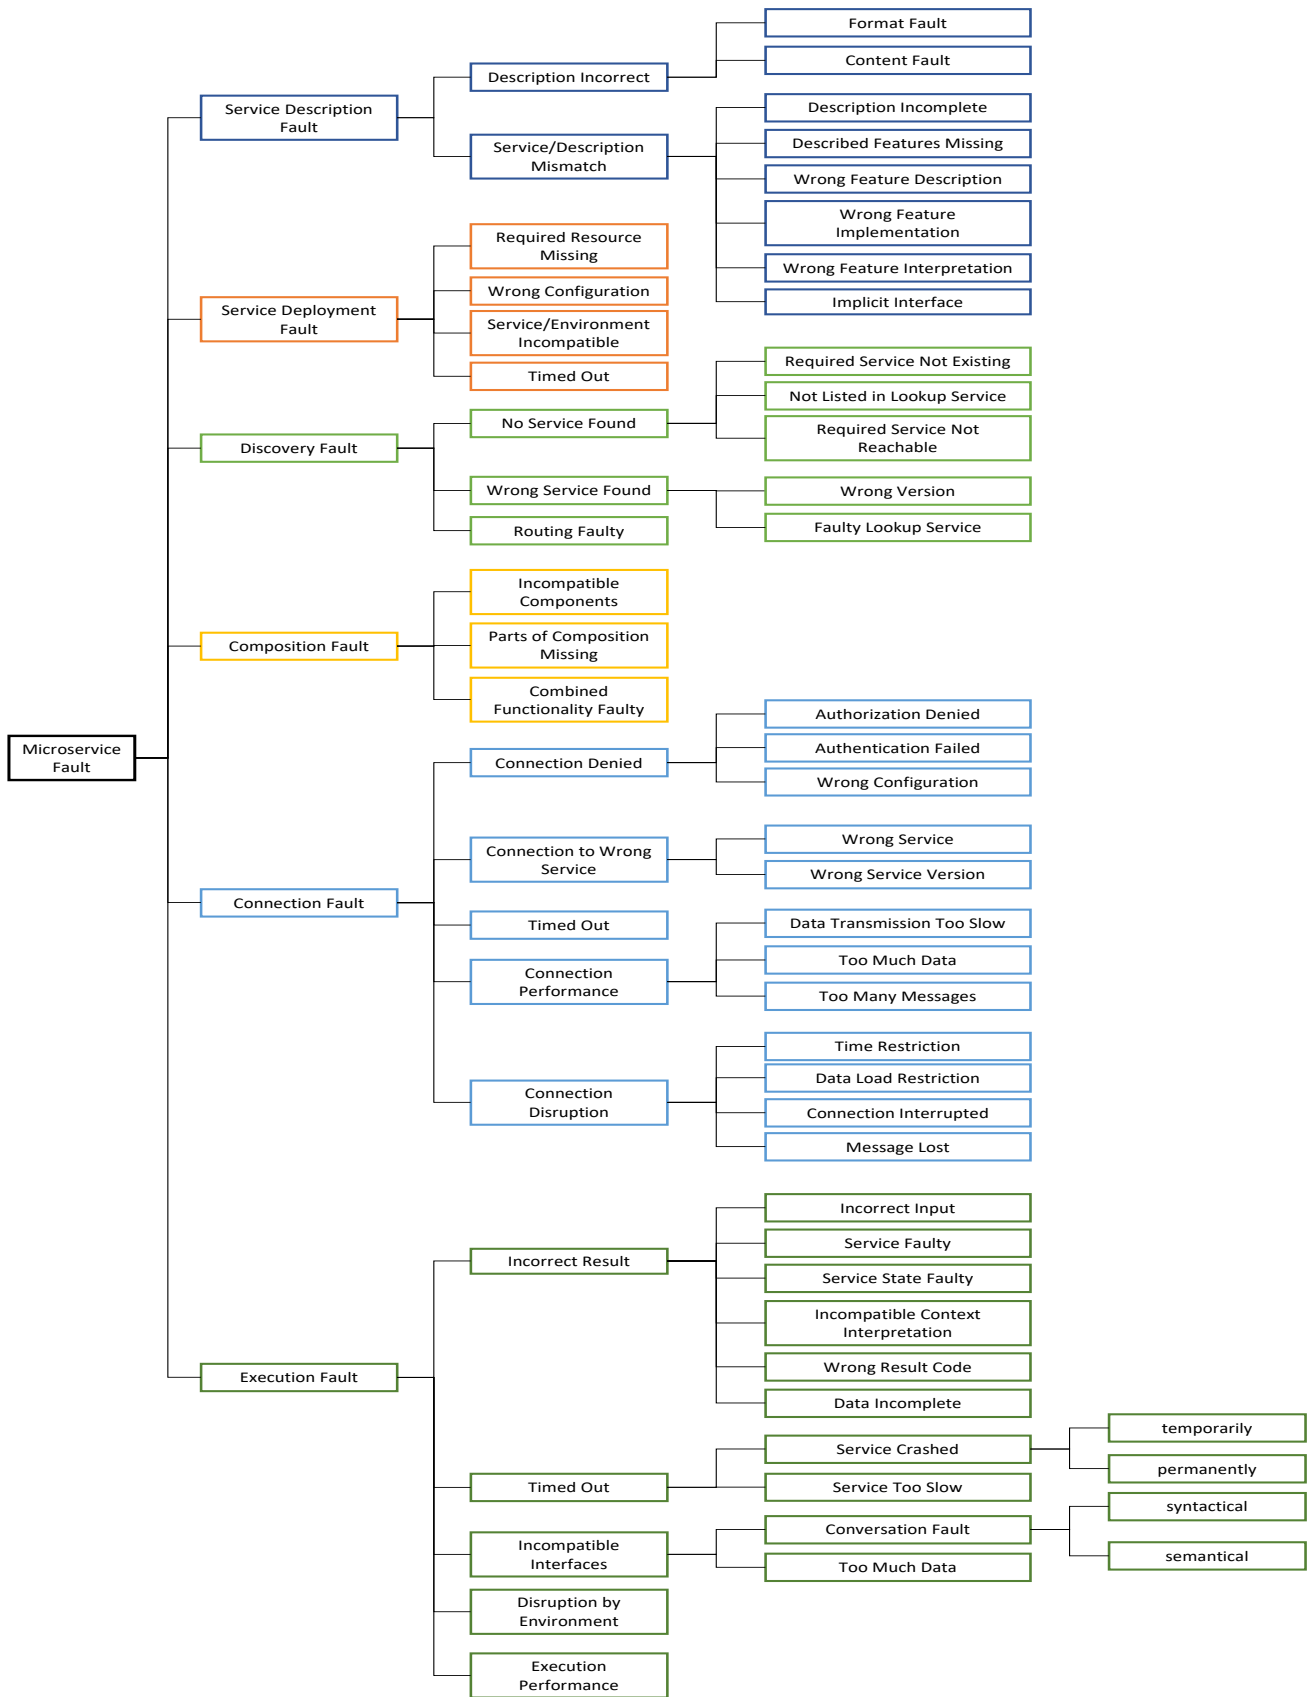 Microservice
Fault
Service Description
Fault
Description Incorrect
Format Fault
Content Fault
Service/Description
Mismatch
Description Incomplete
Described Features Missing
Wrong Feature Description
Wrong Feature
Implementation
Wrong Feature Interpretation
Implicit Interface
Service Deployment
Fault
Required Resource
Missing
Wrong Configuration
Service/Environment
Incompatible
Timed Out
Discovery Fault
No Service Found
Required Service Not Existing
Not Listed in Lookup Service
Required Service Not
Reachable
Wrong Service Found
Wrong Version
Faulty Lookup Service
Routing Faulty
Composition Fault
Incompatible
Components
Parts of Composition
Missing
Combined
Functionality Faulty
Connection Fault
Connection Denied
Authorization Denied
Authentication Failed
Wrong Configuration
Connection to Wrong
Service
Wrong Service
Wrong Service Version
Timed Out
Connection
Performance
Data Transmission Too Slow
Too Much Data
Too Many Messages
Connection
Disruption
Time Restriction
Data Load Restriction
Connection Interrupted
Message Lost
Execution Fault
Incorrect Result
Incorrect Input
Service Faulty
Service State Faulty
Incompatible Context
Interpretation
Wrong Result Code
Data Incomplete
Timed Out
Service Crashed
temporarily
permanently
Service Too Slow
Incompatible
Interfaces
Conversation Fault
syntactical
semantical
Too Much Data
Disruption by
Environment
Execution
Performance